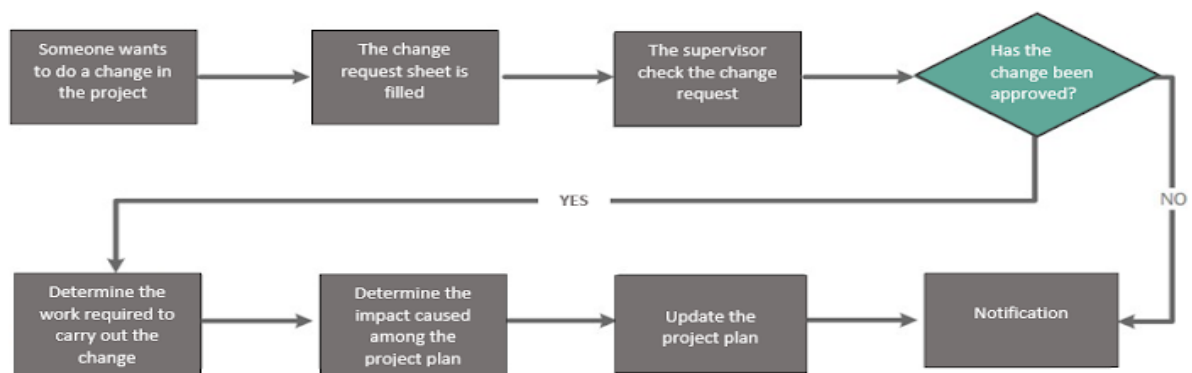 Someone wants
to do a change in
the project
The change
request sheet is
filled
The supervisor
check the change
request
Has the
change been
approved?
YES
NO
Determine the
work required to
carry out the
change
Determine the
impact caused
among the
project plan
Update the
project plan
Notification